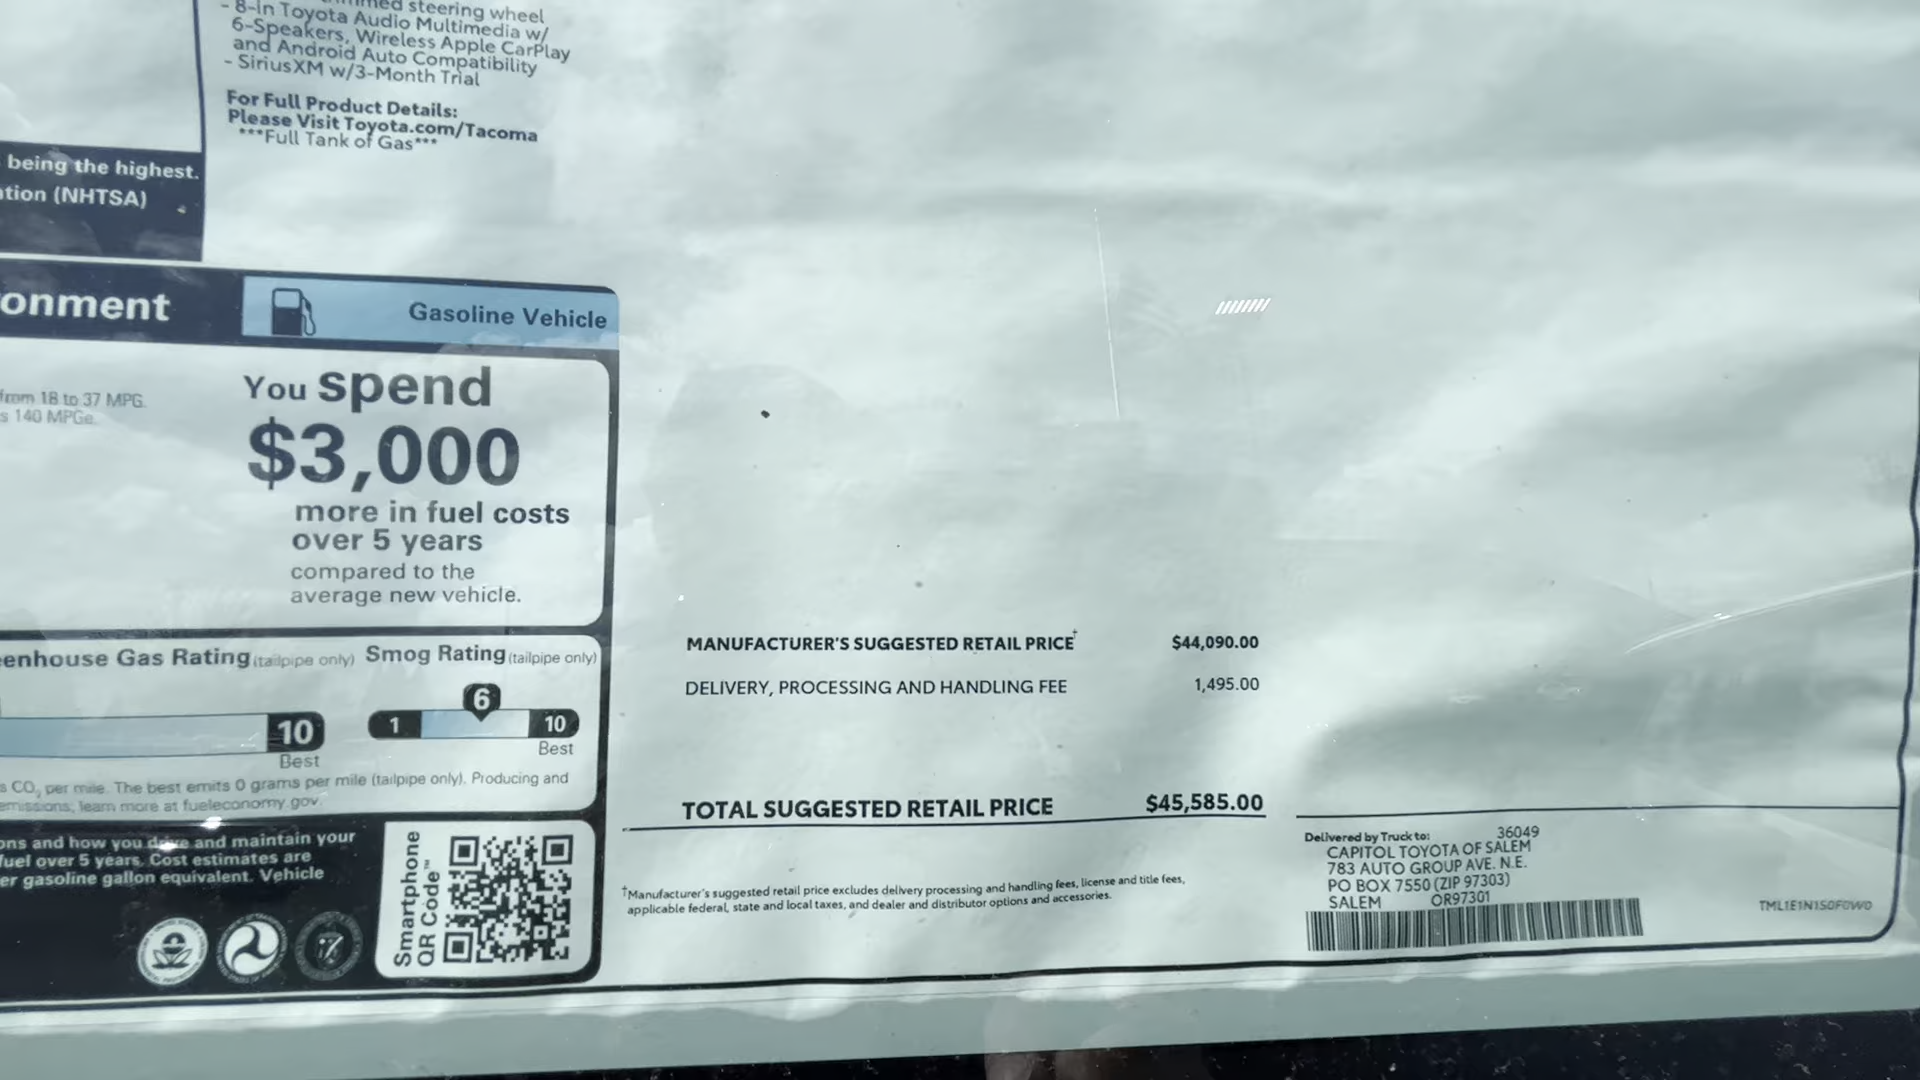 steering wheel
- 8-in Toyota Audio Multimedia w/
6-Speakers, Wireless Apple CarPlay
and Android Auto Compatibility
- SiriusXM w/3-Month Trial
For Full Product Details:
Please Visit Toyota.com/Tacoma
***Full Tank of Gas***
being the highest.
(NHTSA)
Gasoline Vehicle
from 18 to 37 MPG.
140 MPGe.
You spend
$3,000
more in fuel costs
over 5 years
compared to the
average new vehicle.
Gas Rating (tailpipe only)
Smog Rating (tailpipe only)
10
Best
6
1
10
Best
CO2 per mile. The best emits 0 grams per mile (tailpipe only). Producing and
emissions; learn more at fueleconomy.gov.
and how you drive and maintain your
fuel over 5 years. Cost estimates are
gasoline gallon equivalent. Vehicle
Smartphone
QR Code™
MANUFACTURER'S SUGGESTED RETAIL PRICE† $44,090.00
DELIVERY, PROCESSING AND HANDLING FEE 1,495.00
TOTAL SUGGESTED RETAIL PRICE $45,585.00
†Manufacturer's suggested retail price excludes delivery processing and handling fees, license and title fees,
applicable federal, state and local taxes, and dealer and distributor options and accessories.
Delivered by Truck to: 36049
CAPITOL TOYOTA OF SALEM
783 AUTO GROUP AVE. N.E.
PO BOX 7550 (ZIP 97303)
SALEM OR97301